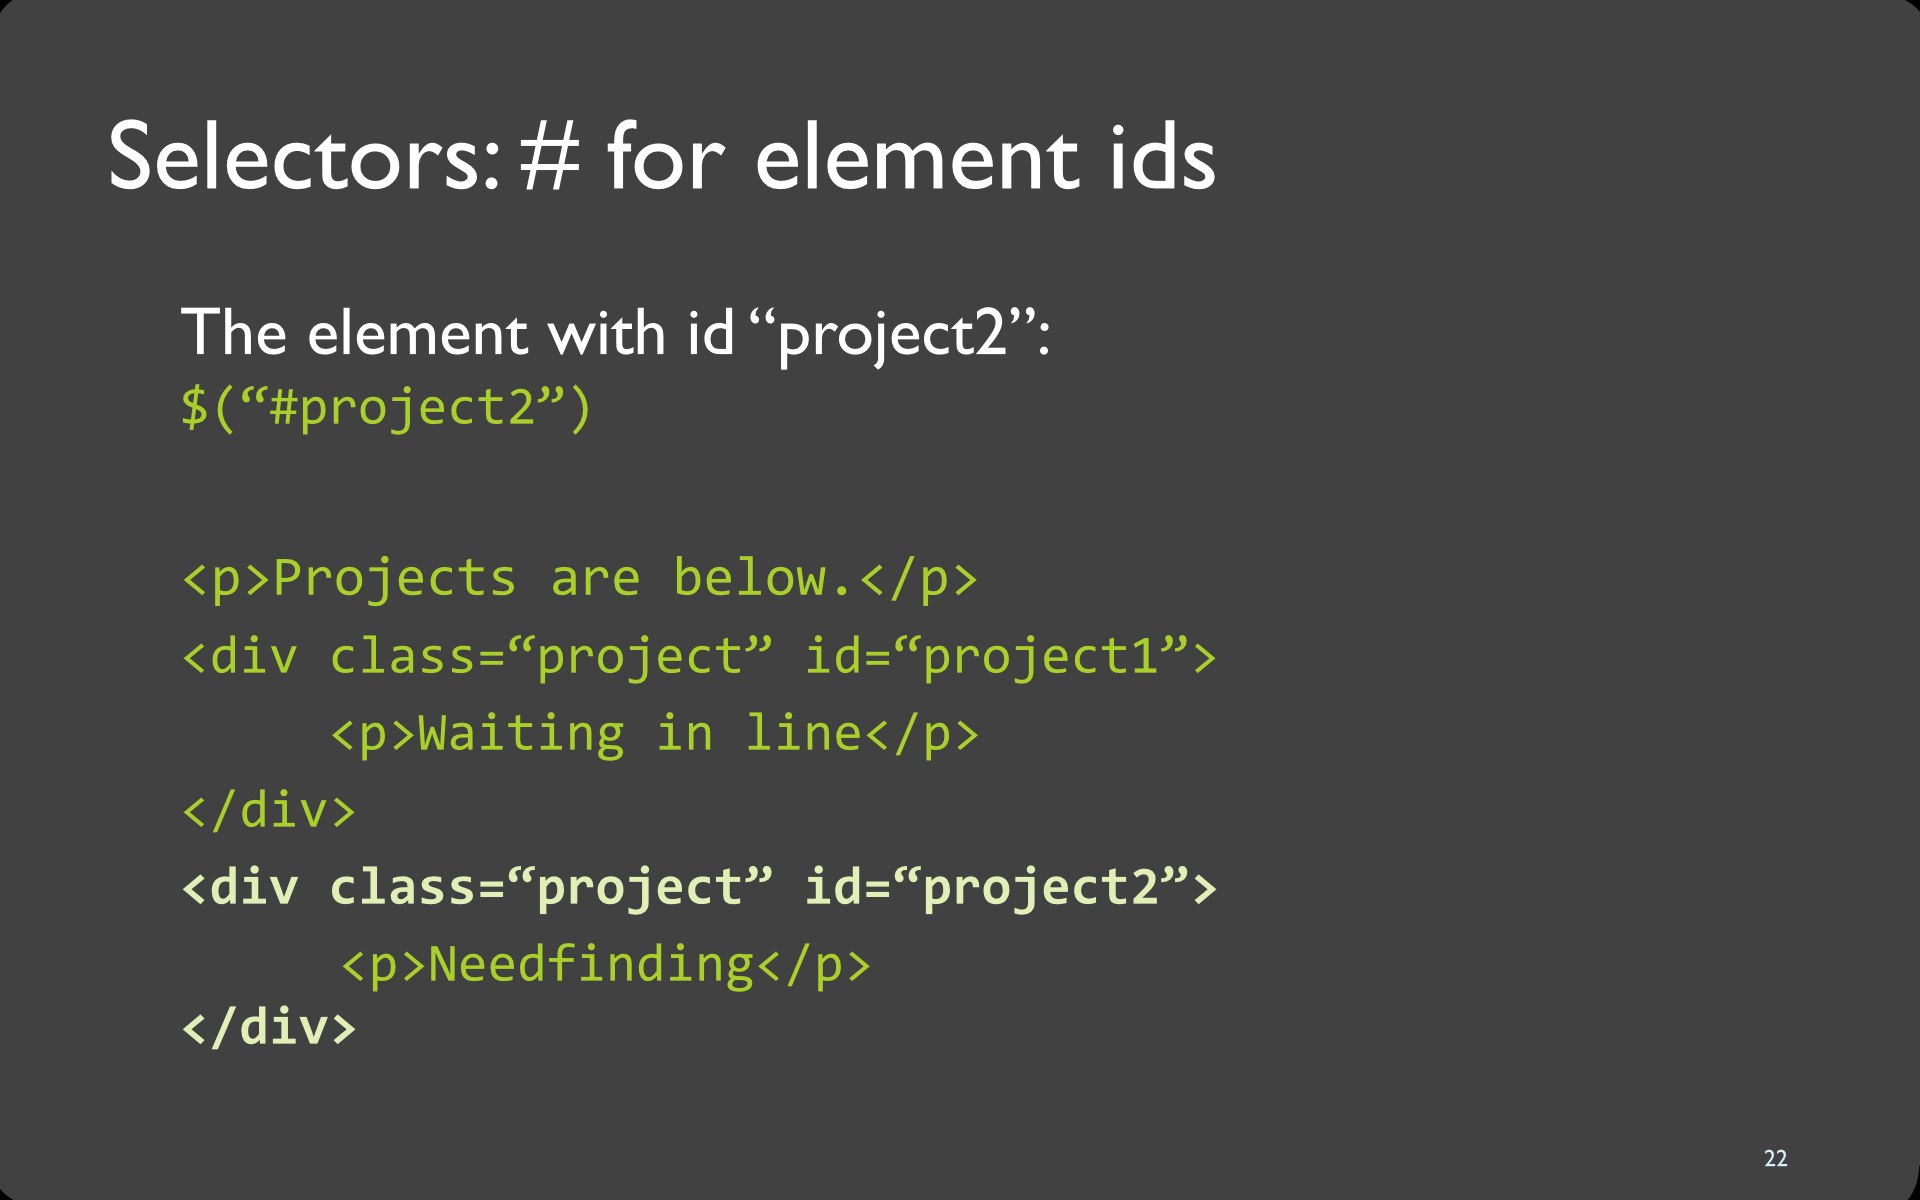 Selectors: # for element ids
The element with id “project2”:
$(“#project2”)
<p>Projects are below.</p>
<div class=“project” id=“project1”>
<p>Waiting in line</p>
</div>
<div class=“project” id=“project2”>
<p>Needfinding</p>
</div>
22